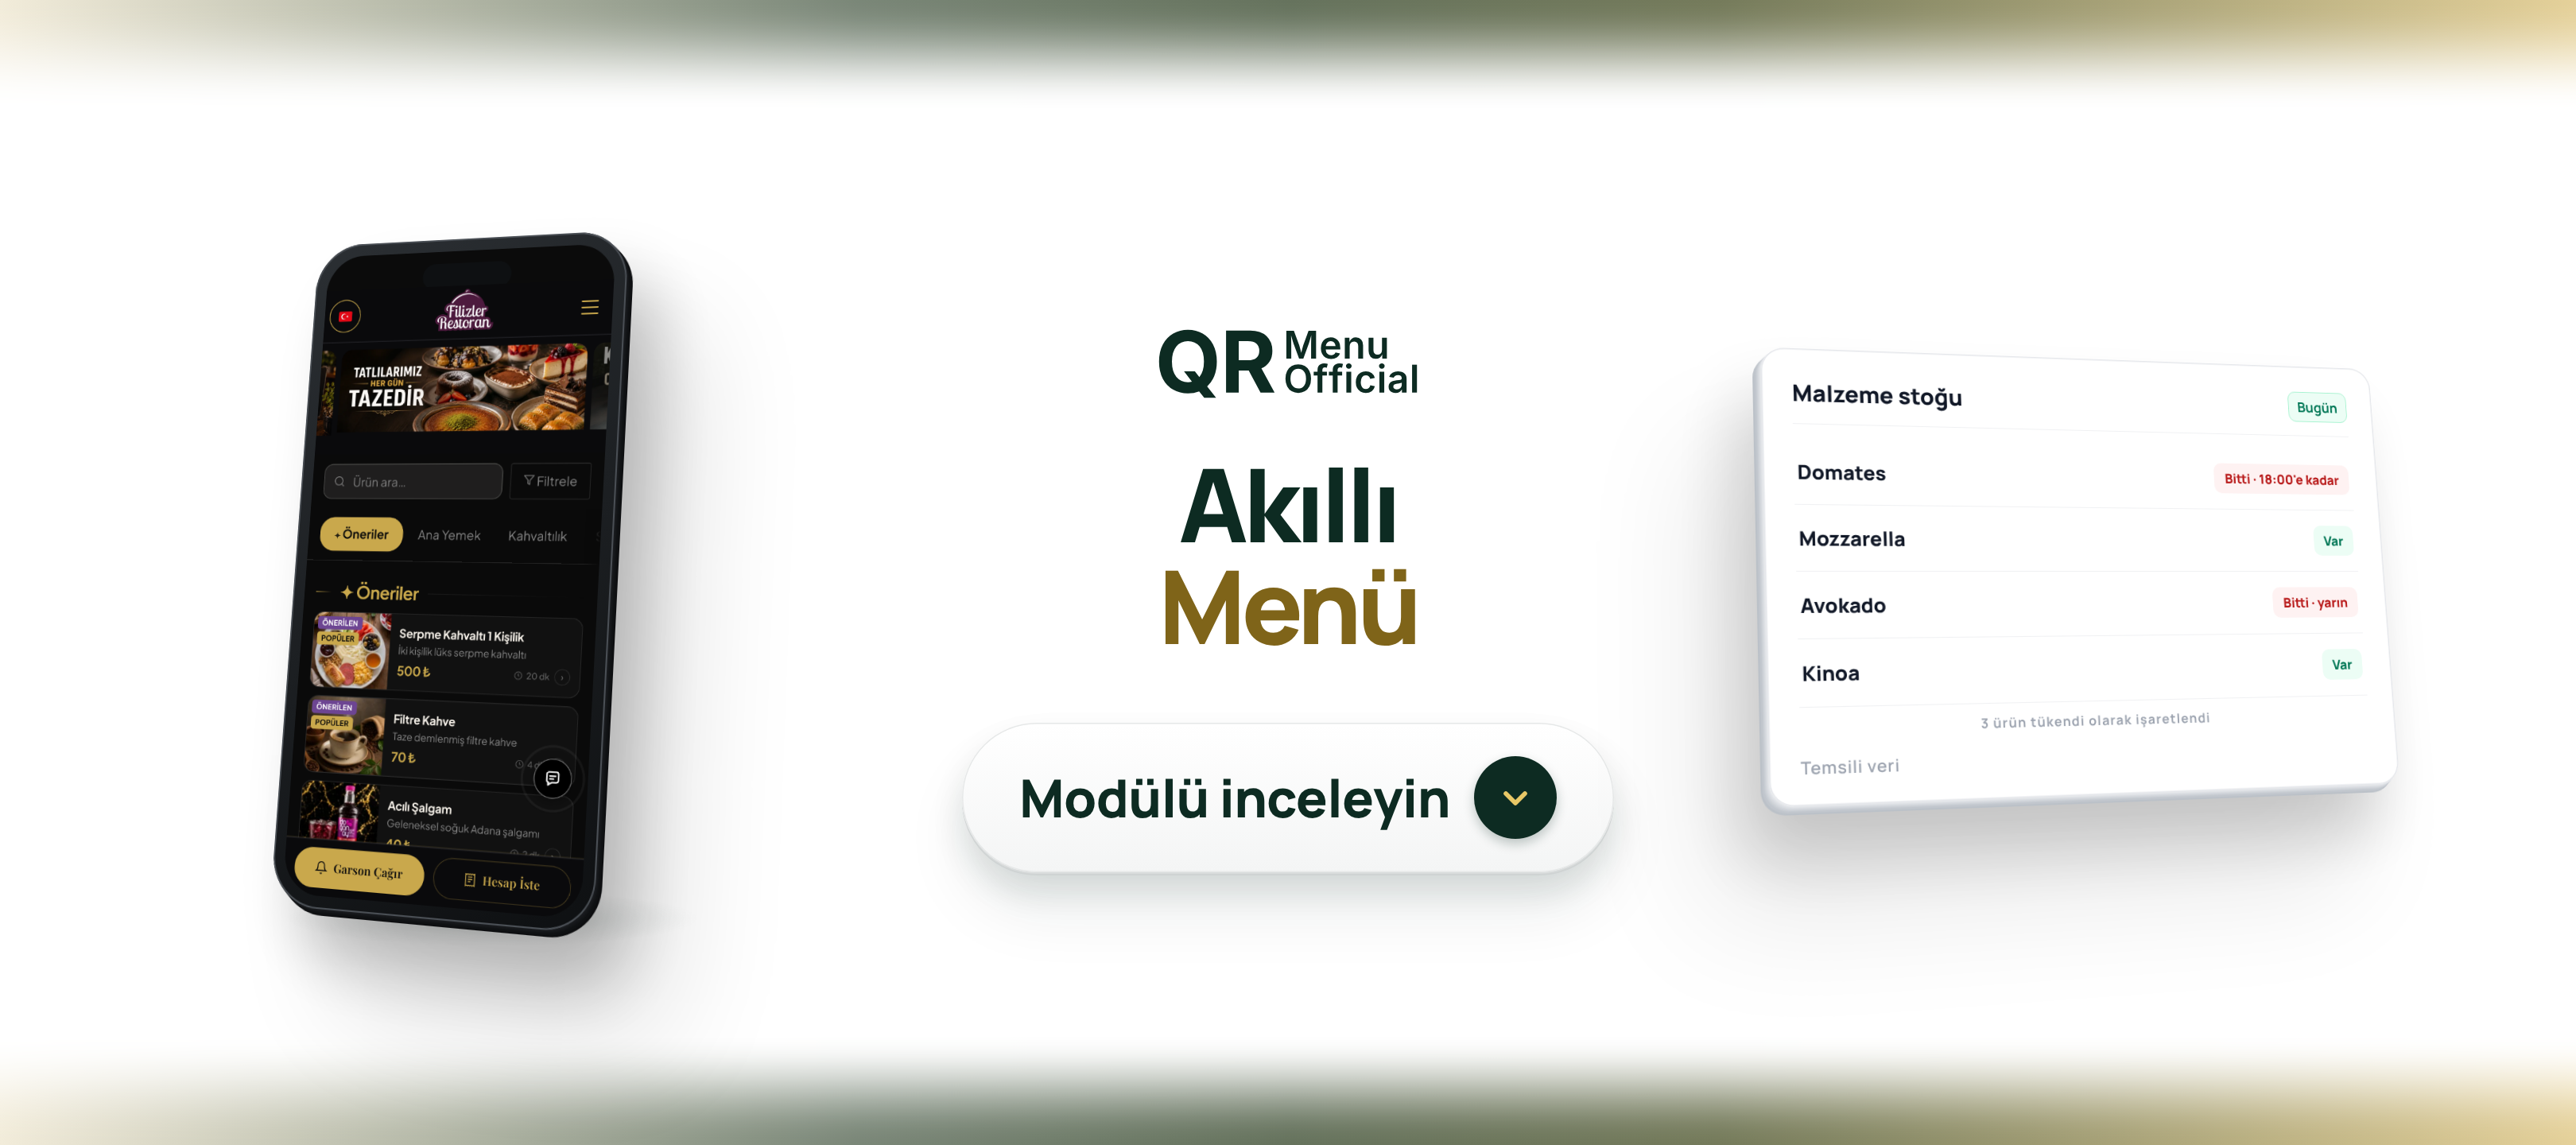 Filizler
Restoran
TATLILARIMIZ
HER GÜN
TAZEDİR
Ürün ara...
Filtrele
Öneriler
Ana Yemek
Kahvaltılık
Öneriler
ÖNERİLEN
POPÜLER
Serpme Kahvaltı 1 Kişilik
İki kişilik lüks serpme kahvaltı
500 ₺
20 dk
ÖNERİLEN
POPÜLER
Filtre Kahve
Taze demlenmiş filtre kahve
70 ₺
Acılı Şalgam
Geleneksel soğuk Adana şalgamı
40 ₺
Garson Çağır
Hesap İste
QR Menu
Official
Akıllı
Menü
Modülü inceleyin
Malzeme stoğu
Bugün
Domates
Bitti · 18:00'e kadar
Mozzarella
Var
Avokado
Bitti · yarın
Kinoa
Var
3 ürün tükendi olarak işaretlendi
Temsili veri